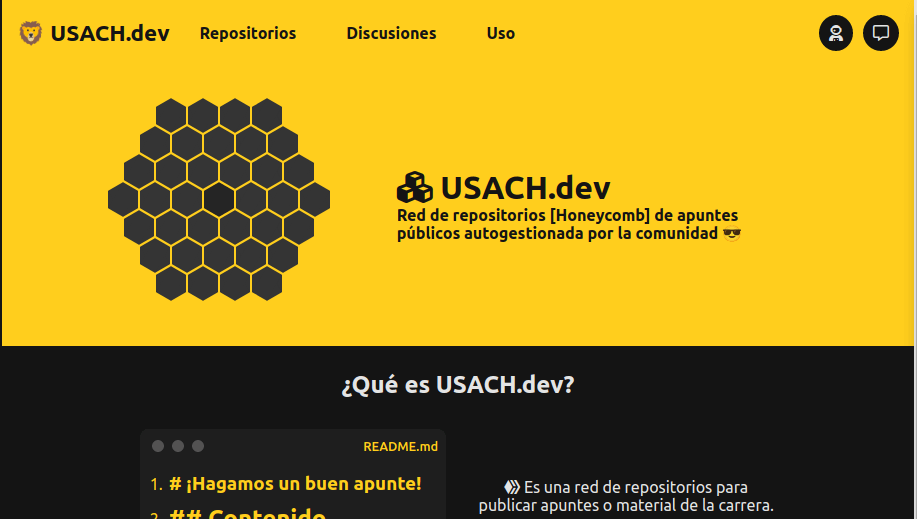 🦁 USACH.dev Repositorios Discusiones Uso
USACH.dev
Red de repositorios [Honeycomb] de apuntes
públicos autogestionada por la comunidad 😎
¿Qué es USACH.dev?
README.md
1. # ¡Hagamos un buen apunte!
2. ## Contenido
Es una red de repositorios para
publicar apuntes o material de la carrera.